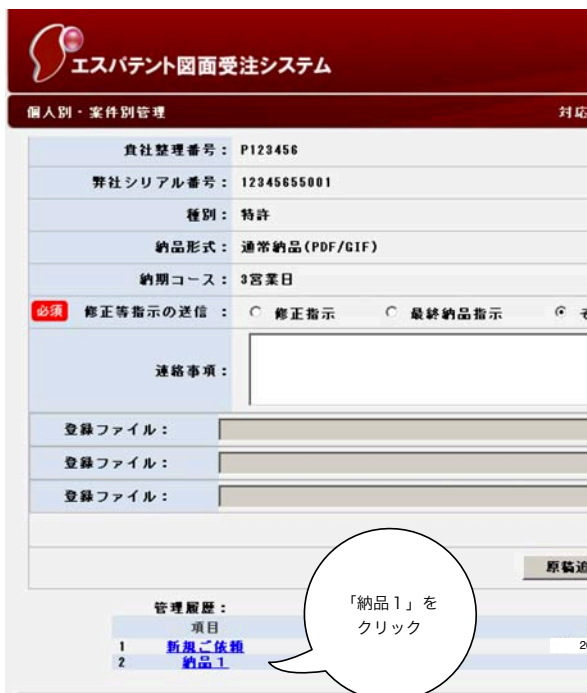 エスパテント図面受注システム
個人別・案件別管理 対応
貴社整理番号： P123456
弊社シリアル番号： 12345655001
種別： 特許
納品形式： 通常納品(PDF/GIF)
納期コース： 3営業日
必須 修正等指示の送信 ： 修正指示 最終納品指示 そ
連絡事項：
登録ファイル：
登録ファイル：
登録ファイル：
原稿追
管理履歴：
項目
1 新規ご依頼 20
2 納品１
「納品１」を
クリック